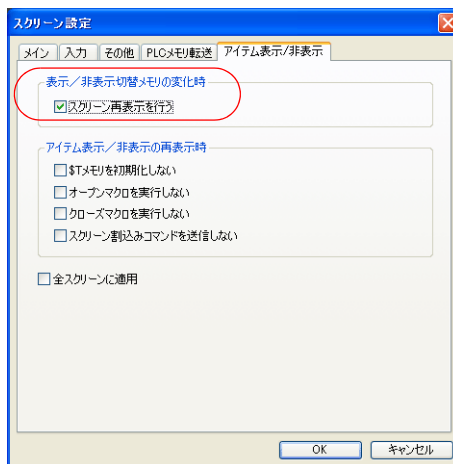 スクリーン設定
メイン 入力 その他 PLCメモリ転送 アイテム表示/非表示
表示／非表示切替メモリの変化時
スクリーン再表示を行う
アイテム表示／非表示の再表示時
$Tメモリを初期化しない
オープンマクロを実行しない
クローズマクロを実行しない
スクリーン割込みコマンドを送信しない
全スクリーンに適用
OK キャンセル